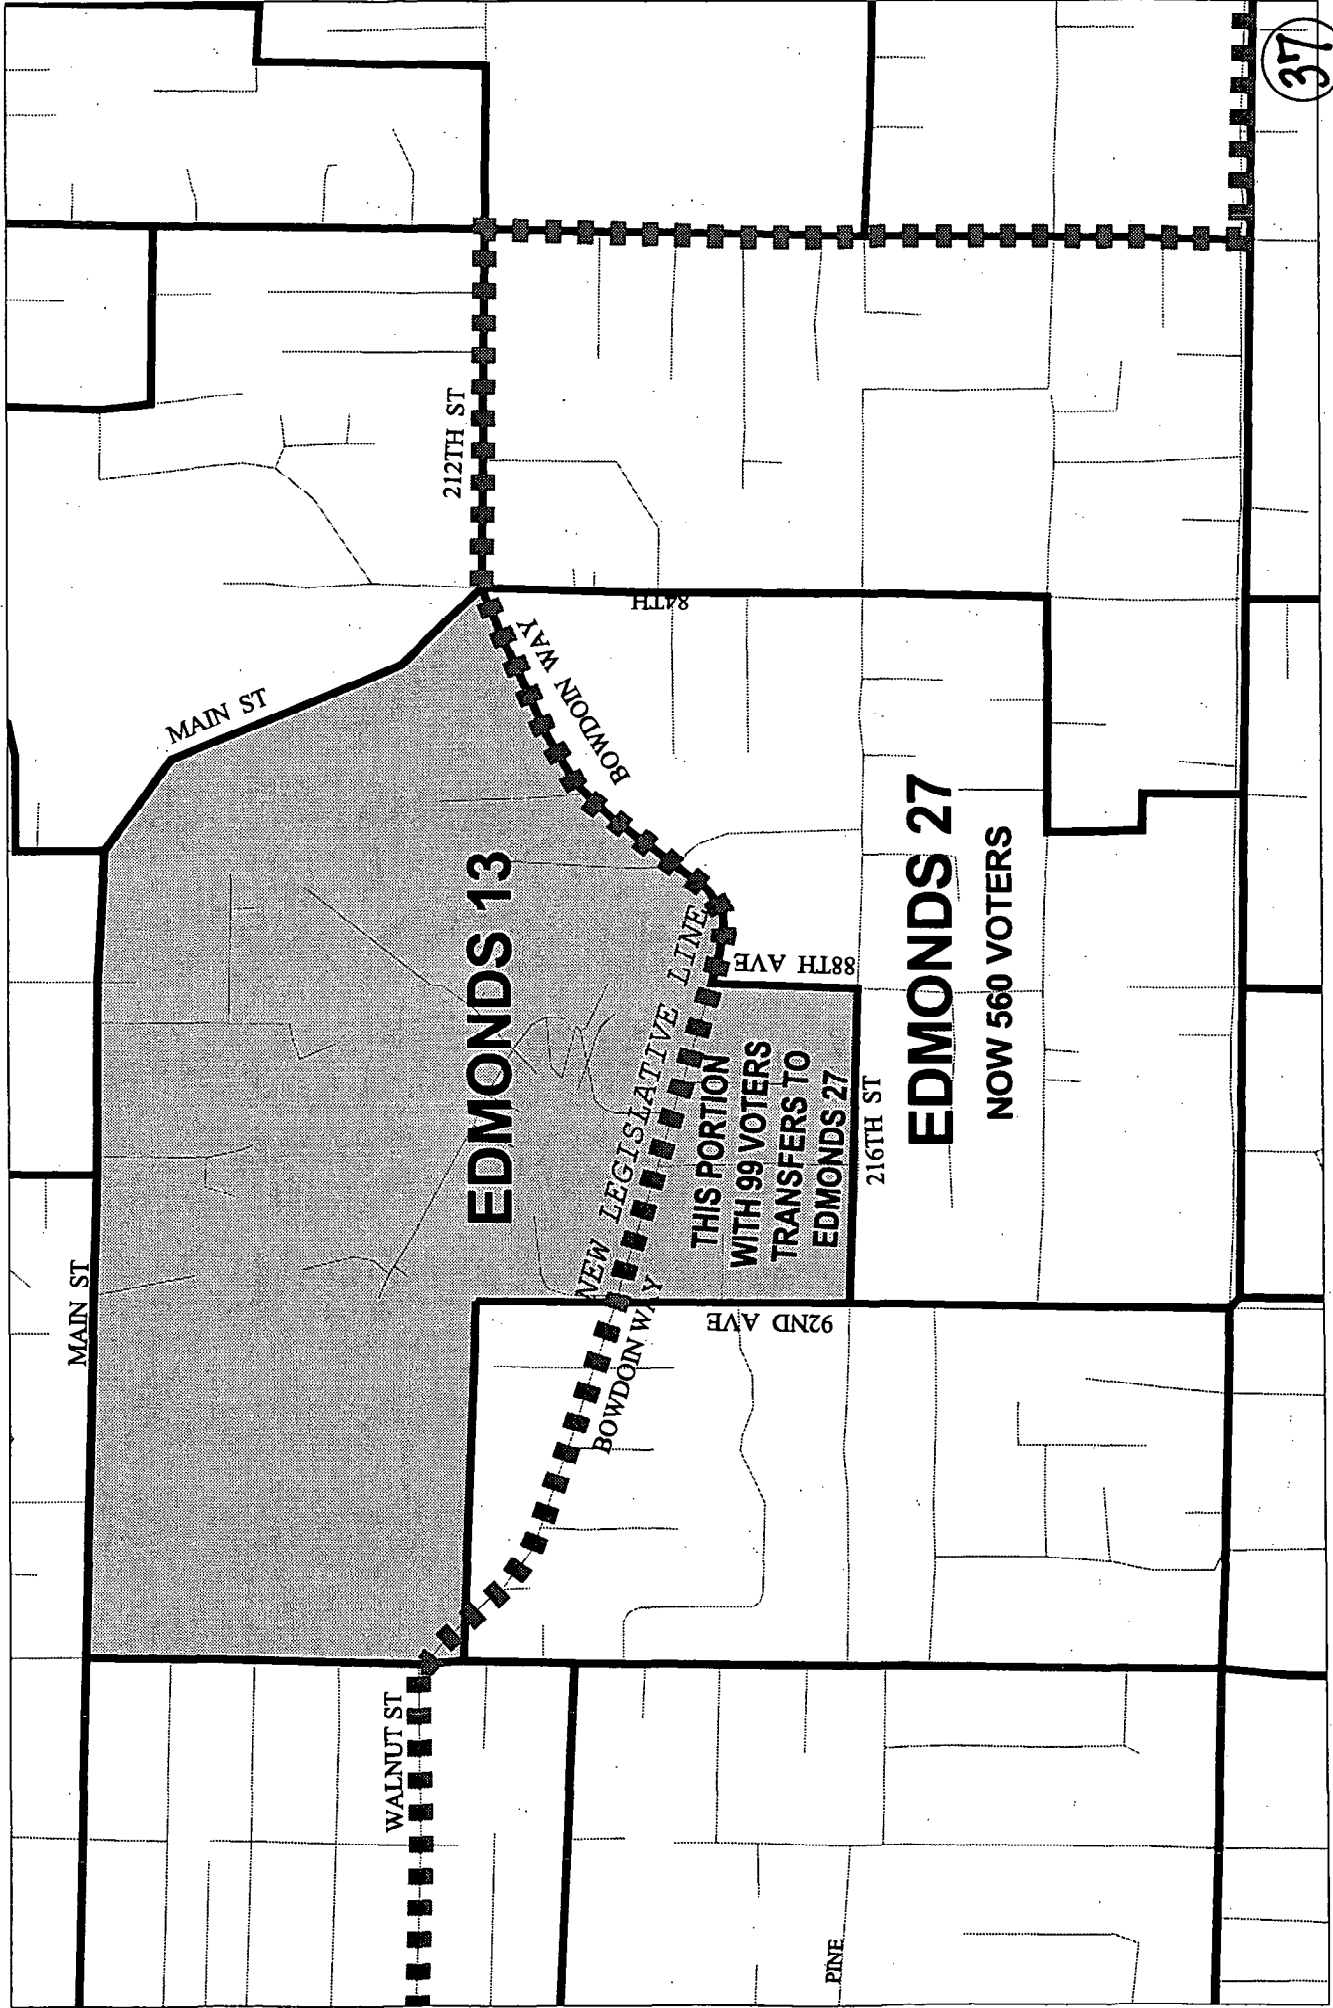 MAIN ST
WALNUT ST
MAIN ST
212TH ST
84TH
BOWDOIN WAY
EDMONDS 13
NEW LEGISLATIVE LINE
BOWDOIN WAY
88TH AVE
92ND AVE
THIS PORTION
WITH 99 VOTERS
TRANSFERS TO
EDMONDS 27
216TH ST
EDMONDS 27
NOW 560 VOTERS
PINE
37